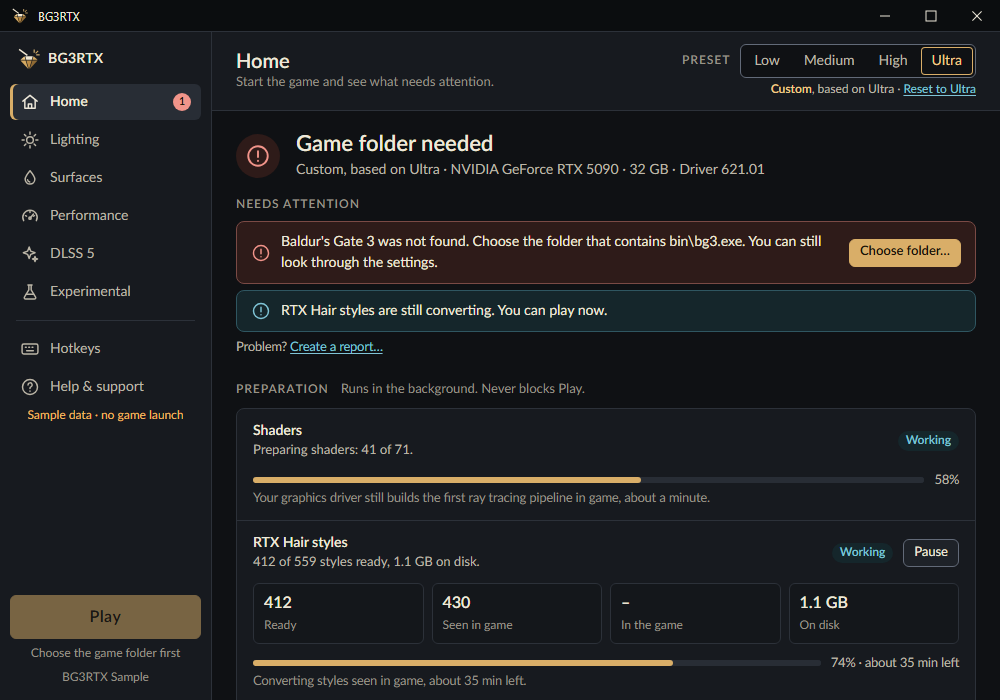 BG3RTX
BG3RTX
Home
1
Lighting
Surfaces
Performance
DLSS 5
Experimental
Hotkeys
Help & support
Sample data · no game launch
Play
Choose the game folder first
BG3RTX Sample
Home
Start the game and see what needs attention.
PRESET
Low
Medium
High
Ultra
Custom, based on Ultra · Reset to Ultra
Game folder needed
Custom, based on Ultra · NVIDIA GeForce RTX 5090 · 32 GB · Driver 621.01
NEEDS ATTENTION
Baldur's Gate 3 was not found. Choose the folder that contains bin\bg3.exe. You can still
look through the settings.
Choose folder...
RTX Hair styles are still converting. You can play now.
Problem? Create a report...
PREPARATION Runs in the background. Never blocks Play.
Shaders
Preparing shaders: 41 of 71.
Working
58%
Your graphics driver still builds the first ray tracing pipeline in game, about a minute.
RTX Hair styles
412 of 559 styles ready, 1.1 GB on disk.
Working
Pause
412
Ready
430
Seen in game
–
In the game
1.1 GB
On disk
74% · about 35 min left
Converting styles seen in game, about 35 min left.